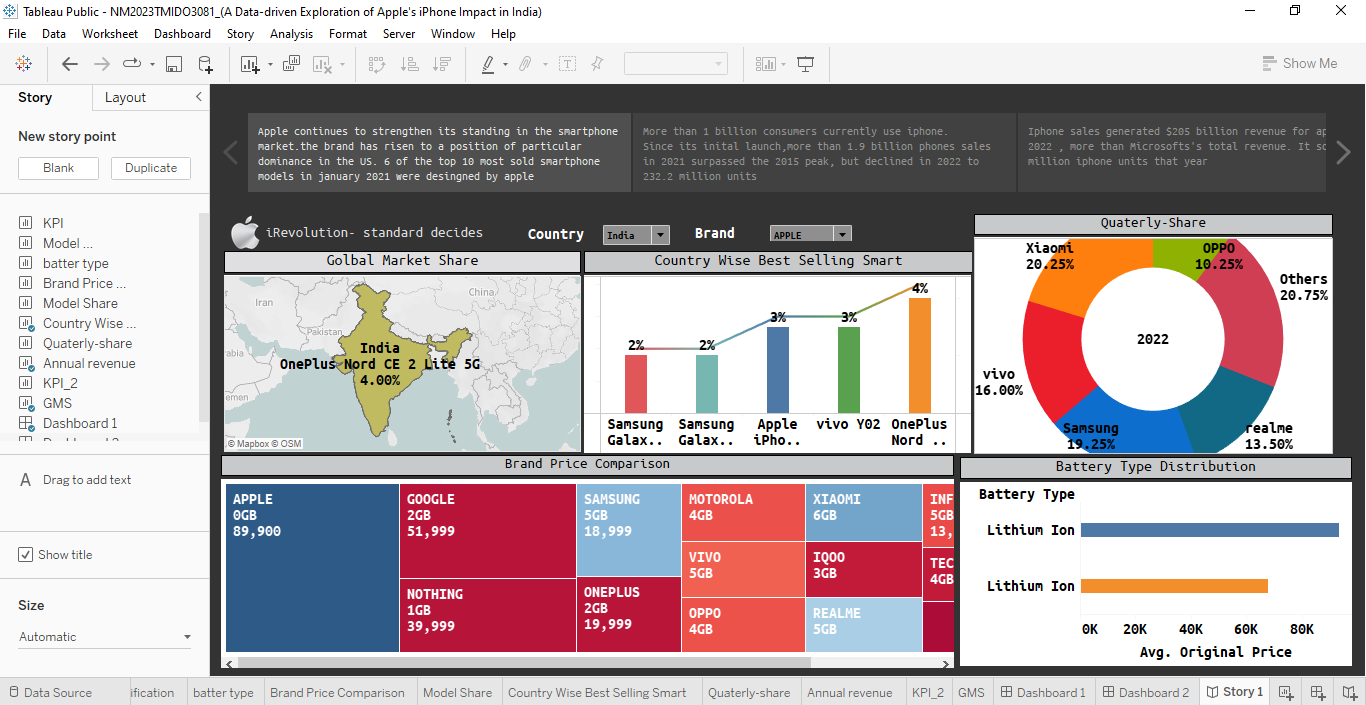 Tableau Public - NM2023TMIDO3081_(A Data-driven Exploration of Apple's iPhone Impact in India)
File Data Worksheet Dashboard Story Analysis Format Server Window Help
Show Me
Story Layout
New story point
Blank Duplicate
KPI
Model ...
batter type
Brand Price ...
Model Share
Country Wise ...
Quaterly-share
Annual revenue
KPI_2
GMS
Dashboard 1
A Drag to add text
Show title
Size
Automatic
Apple continues to strengthen its standing in the smartphone
market.the brand has risen to a position of particular
dominance in the US. 6 of the top 10 most sold smartphone
models in january 2021 were desingned by apple
More than 1 billion consumers currently use iphone.
Since its inital launch,more than 1.9 billion phones sales
in 2021 surpassed the 2015 peak, but declined in 2022 to
232.2 million units
Iphone sales generated $205 billion revenue for ap
2022 , more than Microsofts's total revenue. It so
million iphone units that year
iRevolution- standard decides
Country India Brand APPLE
Golbal Market Share
Iran
China
Pakistan
rabia
emen
India
OnePlus Nord CE 2 Lite 5G
4.00%
© Mapbox © OSM
Country Wise Best Selling Smart
2% 2% 3% 3% 4%
Samsung Galax..
Samsung Galax..
Apple iPho..
vivo Y02
OnePlus Nord ..
Quaterly-Share
Xiaomi
20.25%
OPPO
10.25%
Others
20.75%
2022
vivo
16.00%
Samsung
19.25%
realme
13.50%
Brand Price Comparison
APPLE
0GB
89,900
GOOGLE
2GB
51,999
NOTHING
1GB
39,999
SAMSUNG
5GB
18,999
ONEPLUS
2GB
19,999
MOTOROLA
4GB
VIVO
5GB
OPPO
4GB
XIAOMI
6GB
IQOO
3GB
REALME
5GB
INF
5GB
13,
TEC
4GB
Battery Type Distribution
Battery Type
Lithium Ion
Lithium Ion
0K 20K 40K 60K 80K
Avg. Original Price
Data Source ification batter type Brand Price Comparison Model Share Country Wise Best Selling Smart Quaterly-share Annual revenue KPI_2 GMS Dashboard 1 Dashboard 2 Story 1